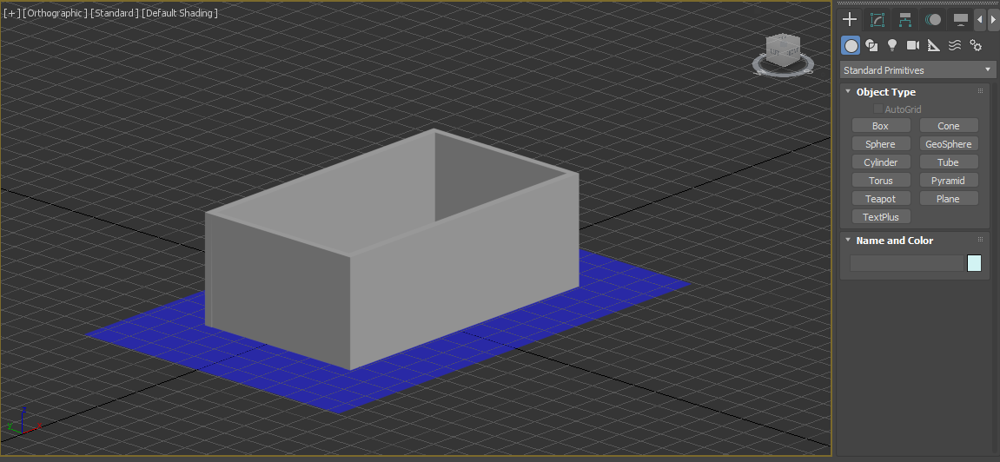 [+] [Orthographic] [Standard] [Default Shading]
Standard Primitives
Object Type
AutoGrid
Box Cone
Sphere GeoSphere
Cylinder Tube
Torus Pyramid
Teapot Plane
TextPlus
Name and Color
z
y
x